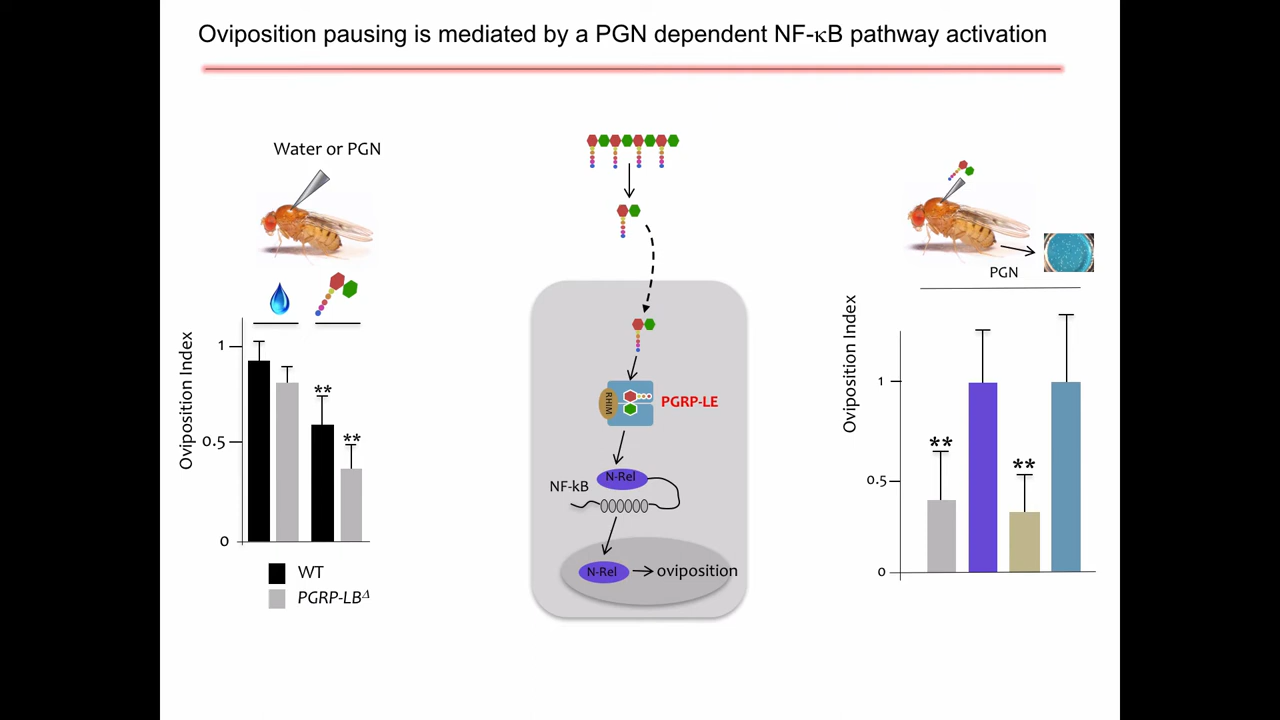 Oviposition pausing is mediated by a PGN dependent NF-κB pathway activation
Water or PGN
Oviposition Index
1
0.5
0
**
**
WT
PGRP-LBΔ
RHIM
PGRP-LE
N-Rel
NF-kB
N-Rel
oviposition
PGN
Oviposition Index
1
0.5
0
**
**